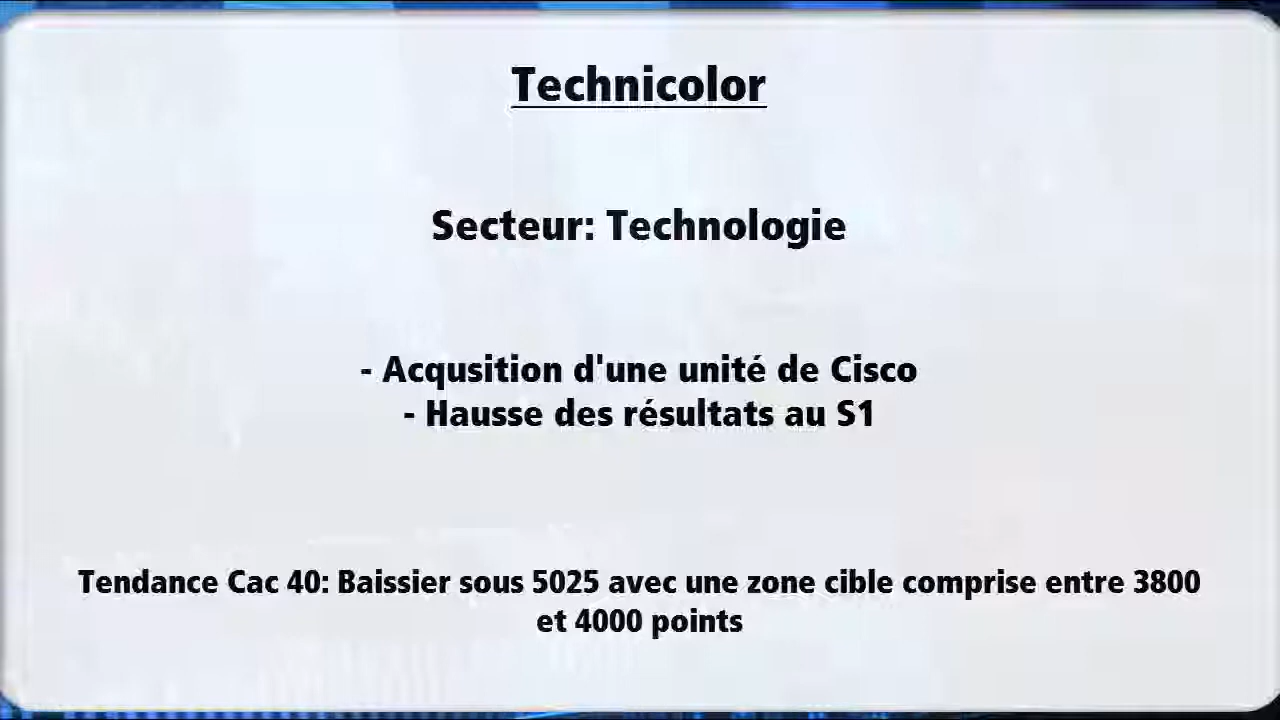 Technicolor
Secteur: Technologie
- Acqusition d'une unité de Cisco
- Hausse des résultats au S1
Tendance Cac 40: Baissier sous 5025 avec une zone cible comprise entre 3800
et 4000 points